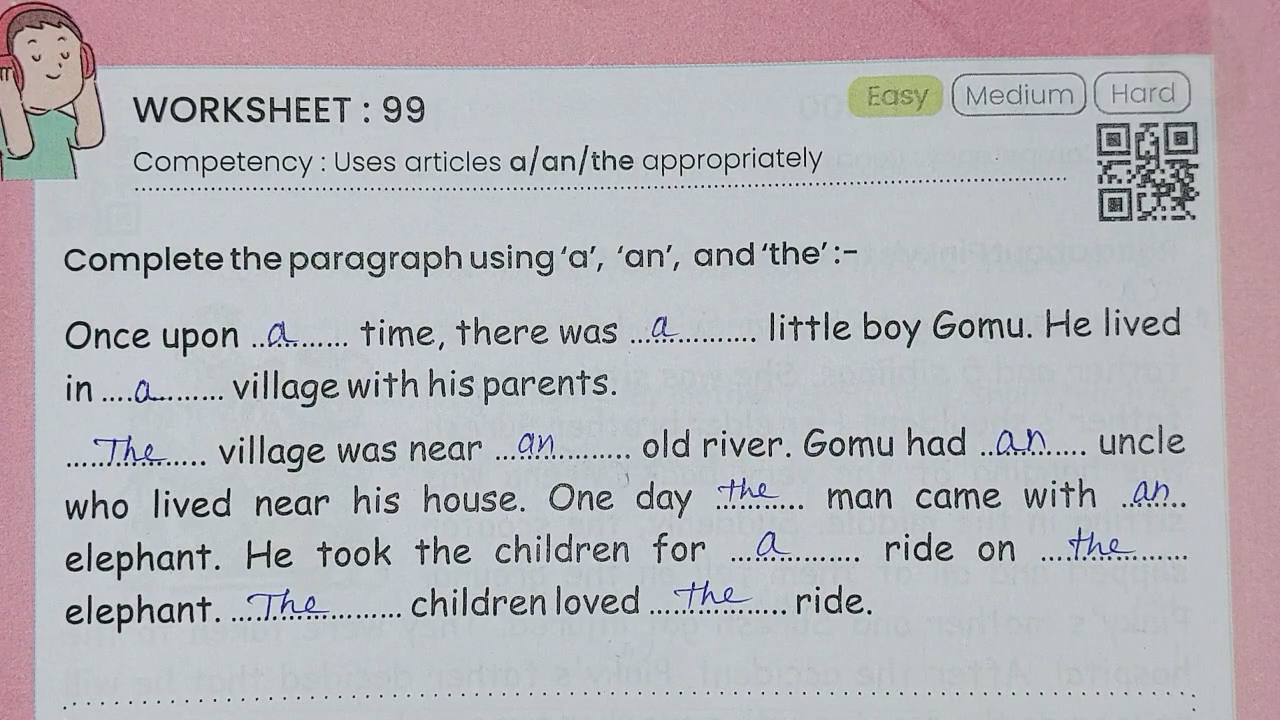 WORKSHEET : 99
Easy Medium Hard
Competency : Uses articles a/an/the appropriately
Complete the paragraph using ‘a’, ‘an’, and ‘the’ :-
Once upon ..a...... time, there was ...a............ little boy Gomu. He lived
in ....a......... village with his parents.
.....The...... village was near ...an........... old river. Gomu had ..an...... uncle
who lived near his house. One day ..the..... man came with ..an..
elephant. He took the children for ...a.......... ride on ...the.......
elephant. ...The............ children loved ....the........ ride.